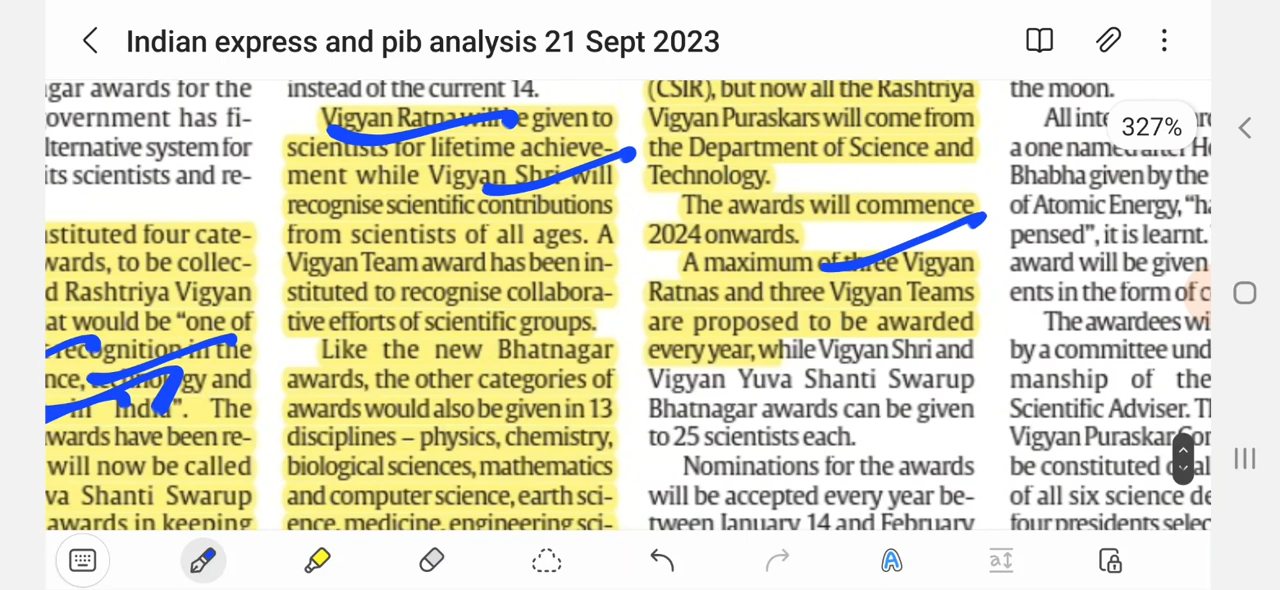 Indian express and pib analysis 21 Sept 2023
327%
gar awards for the
overnment has fi-
lternative system for
its scientists and re-
stituted four cate-
wards, to be collec-
d Rashtriya Vigyan
at would be “one of
recognition in the
nce, technology and
in India”. The
wards have been re-
will now be called
va Shanti Swarup
awards in keeping
instead of the current 14.
Vigyan Ratna will be given to
scientists for lifetime achieve-
ment while Vigyan Shri will
recognise scientific contributions
from scientists of all ages. A
Vigyan Team award has been in-
stituted to recognise collabora-
tive efforts of scientific groups.
Like the new Bhatnagar
awards, the other categories of
awards would also be given in 13
disciplines – physics, chemistry,
biological sciences, mathematics
and computer science, earth sci-
ence, medicine, engineering sci-
(CSIR), but now all the Rashtriya
Vigyan Puraskars will come from
the Department of Science and
Technology.
The awards will commence
2024 onwards.
A maximum of three Vigyan
Ratnas and three Vigyan Teams
are proposed to be awarded
every year, while Vigyan Shri and
Vigyan Yuva Shanti Swarup
Bhatnagar awards can be given
to 25 scientists each.
Nominations for the awards
will be accepted every year be-
tween January 14 and February
the moon.
All inte
a one named after H
Bhabha given by the
of Atomic Energy, “ha
pensed”, it is learnt.
award will be given
ents in the form of c
The awardees wi
by a committee und
manship of the
Scientific Adviser. T
Vigyan Puraskar Con
be constituted
of all six science de
four presidents selec